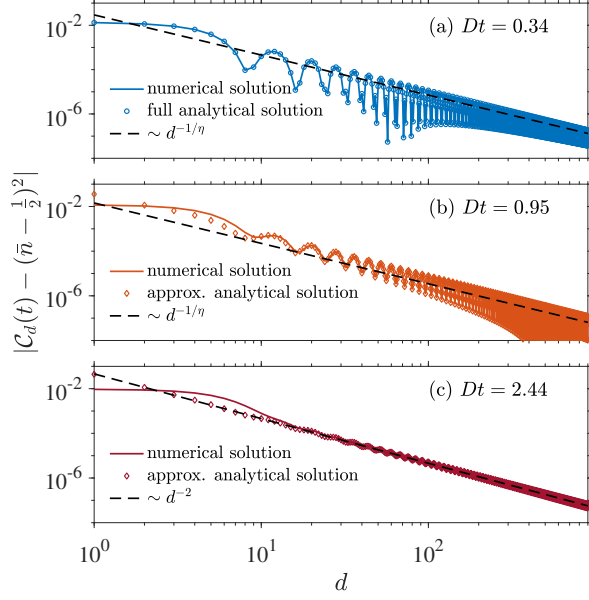 |𝒞_d(t) − (n̄ − 1/2)²|
10^-2
10^-6
(a) Dt = 0.34
numerical solution
full analytical solution
~ d^{-1/η}
10^-2
10^-6
(b) Dt = 0.95
numerical solution
approx. analytical solution
~ d^{-1/η}
10^-2
10^-6
(c) Dt = 2.44
numerical solution
approx. analytical solution
~ d^{-2}
10^0 10^1 10^2
d